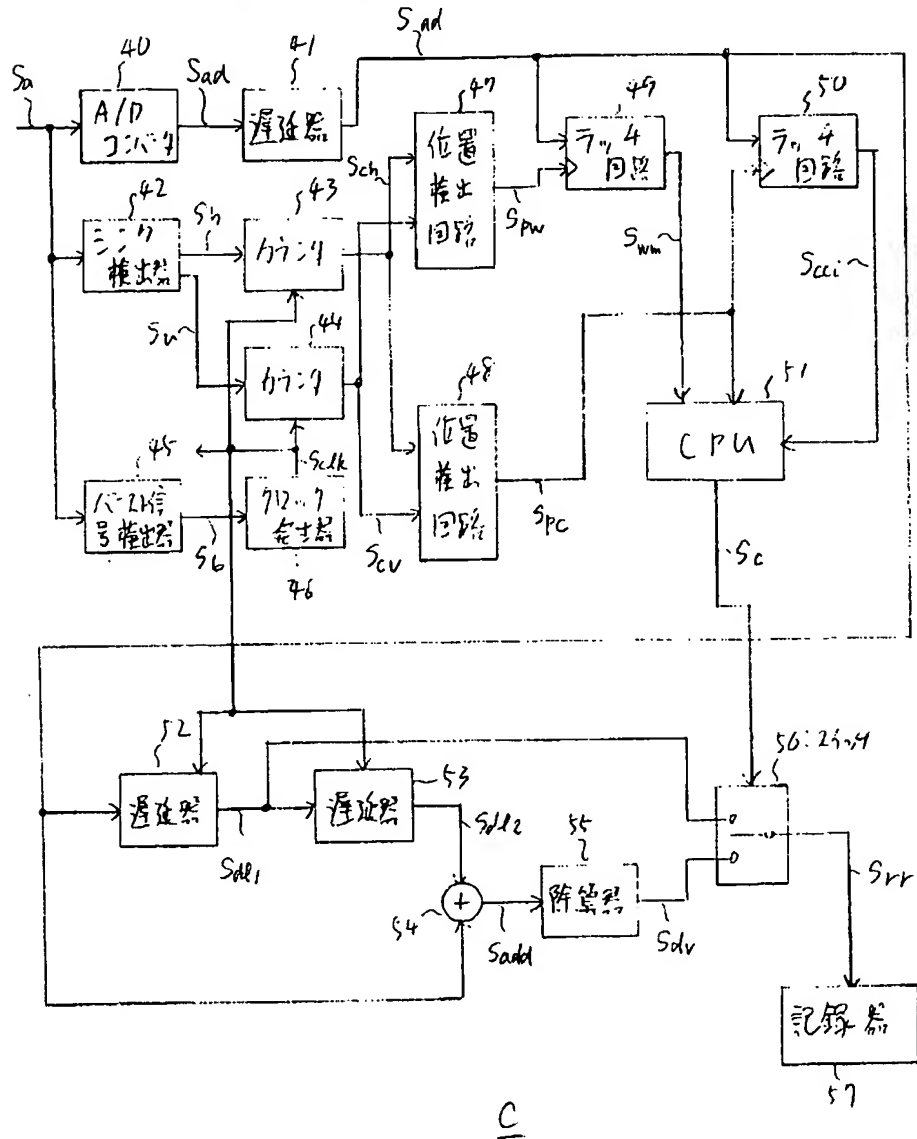 40
Sad
41
Sad
Sa
A/D
コンバータ
遅延器
47
49
50
位置
検出
回路
ラッチ
回路
ラッチ
回路
42
Sh
43
Sch
Spw
シンク
検出器
カウンタ
Swm
Scci
Sv
44
カウンタ
48
51
位置
検出
回路
CPU
45
Sclk
バースト信
号検出器
クロック
発生器
Spc
Sb
Scv
Sc
46
52
53
56:スイッチ
遅延器
遅延器
Sdl2
55
Sdl1
除算器
Srr
54
+
Sadd
Sdv
記録器
57
C